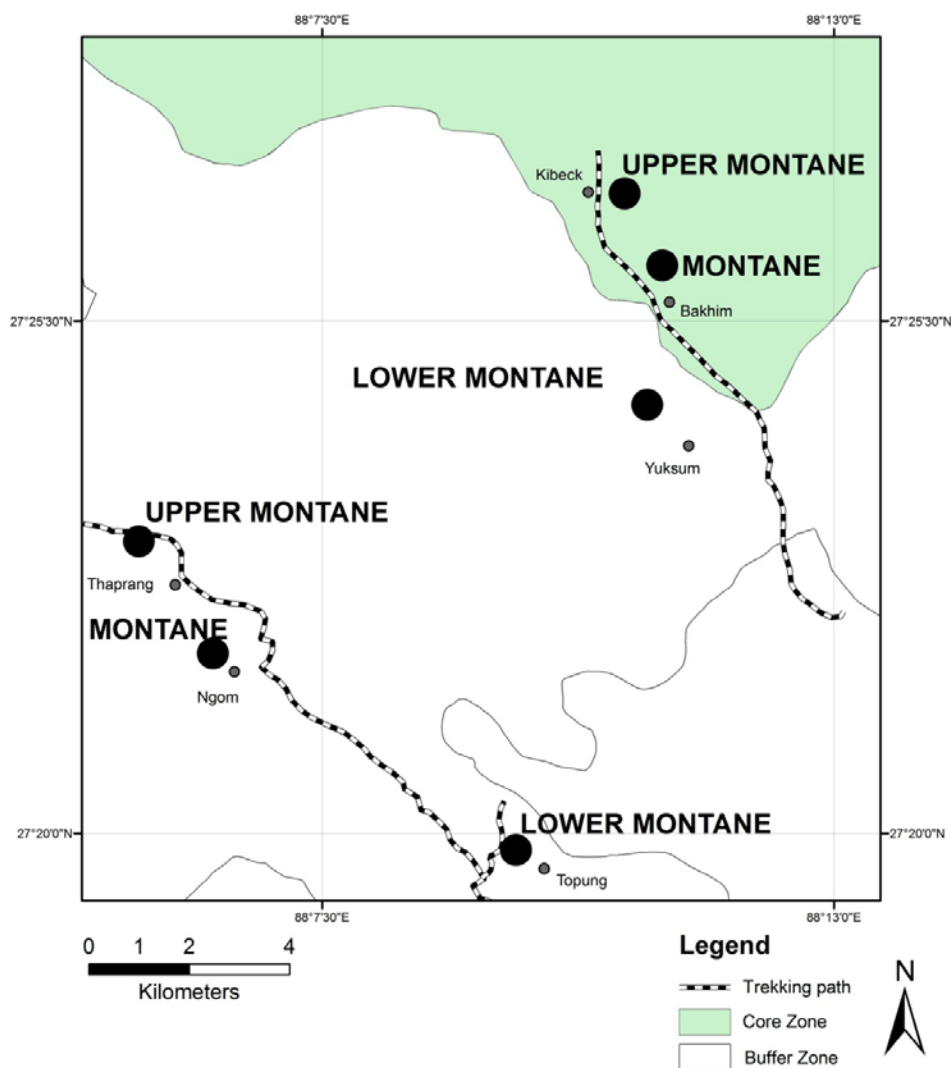 88°7'30"E 88°13'0"E
UPPER MONTANE
Kibeck
MONTANE
Bakhim
27°25'30"N 27°25'30"N
LOWER MONTANE
Yuksum
UPPER MONTANE
Thaprang
MONTANE
Ngom
27°20'0"N 27°20'0"N
LOWER MONTANE
Topung
88°7'30"E 88°13'0"E
0 1 2 4
Kilometers
Legend
Trekking path
Core Zone
Buffer Zone
N